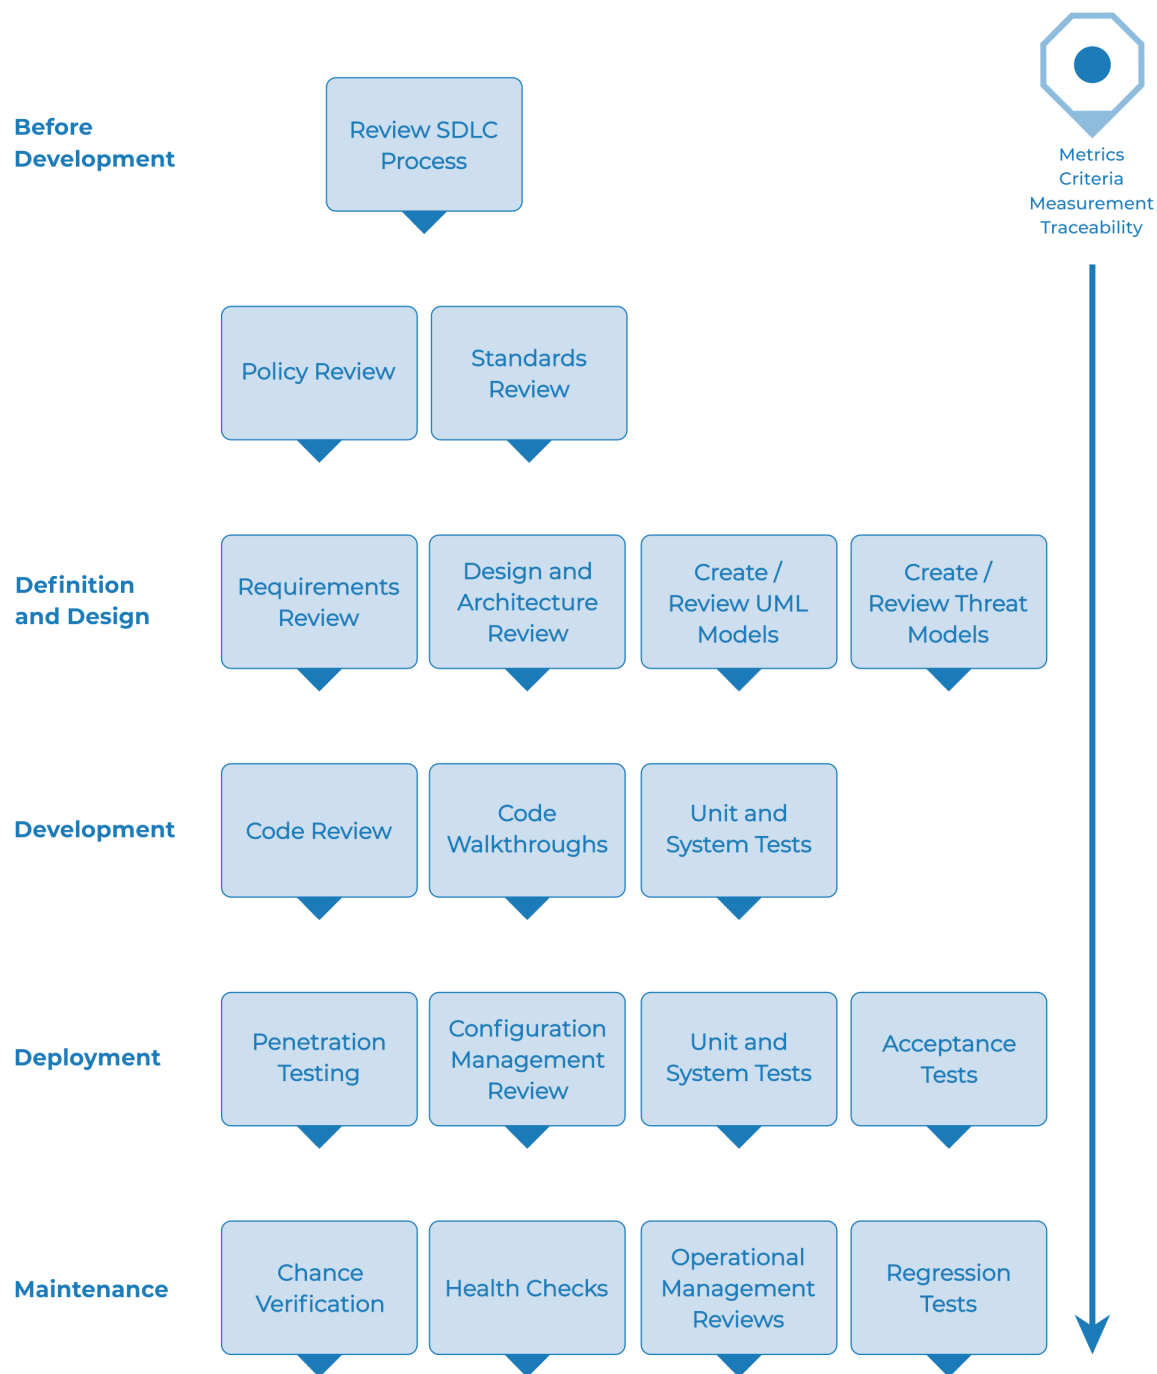 Before
Development
Review SDLC
Process
Metrics
Criteria
Measurement
Traceability
Policy Review
Standards
Review
Definition
and Design
Requirements
Review
Design and
Architecture
Review
Create /
Review UML
Models
Create /
Review Threat
Models
Development
Code Review
Code
Walkthroughs
Unit and
System Tests
Deployment
Penetration
Testing
Configuration
Management
Review
Unit and
System Tests
Acceptance
Tests
Maintenance
Chance
Verification
Health Checks
Operational
Management
Reviews
Regression
Tests